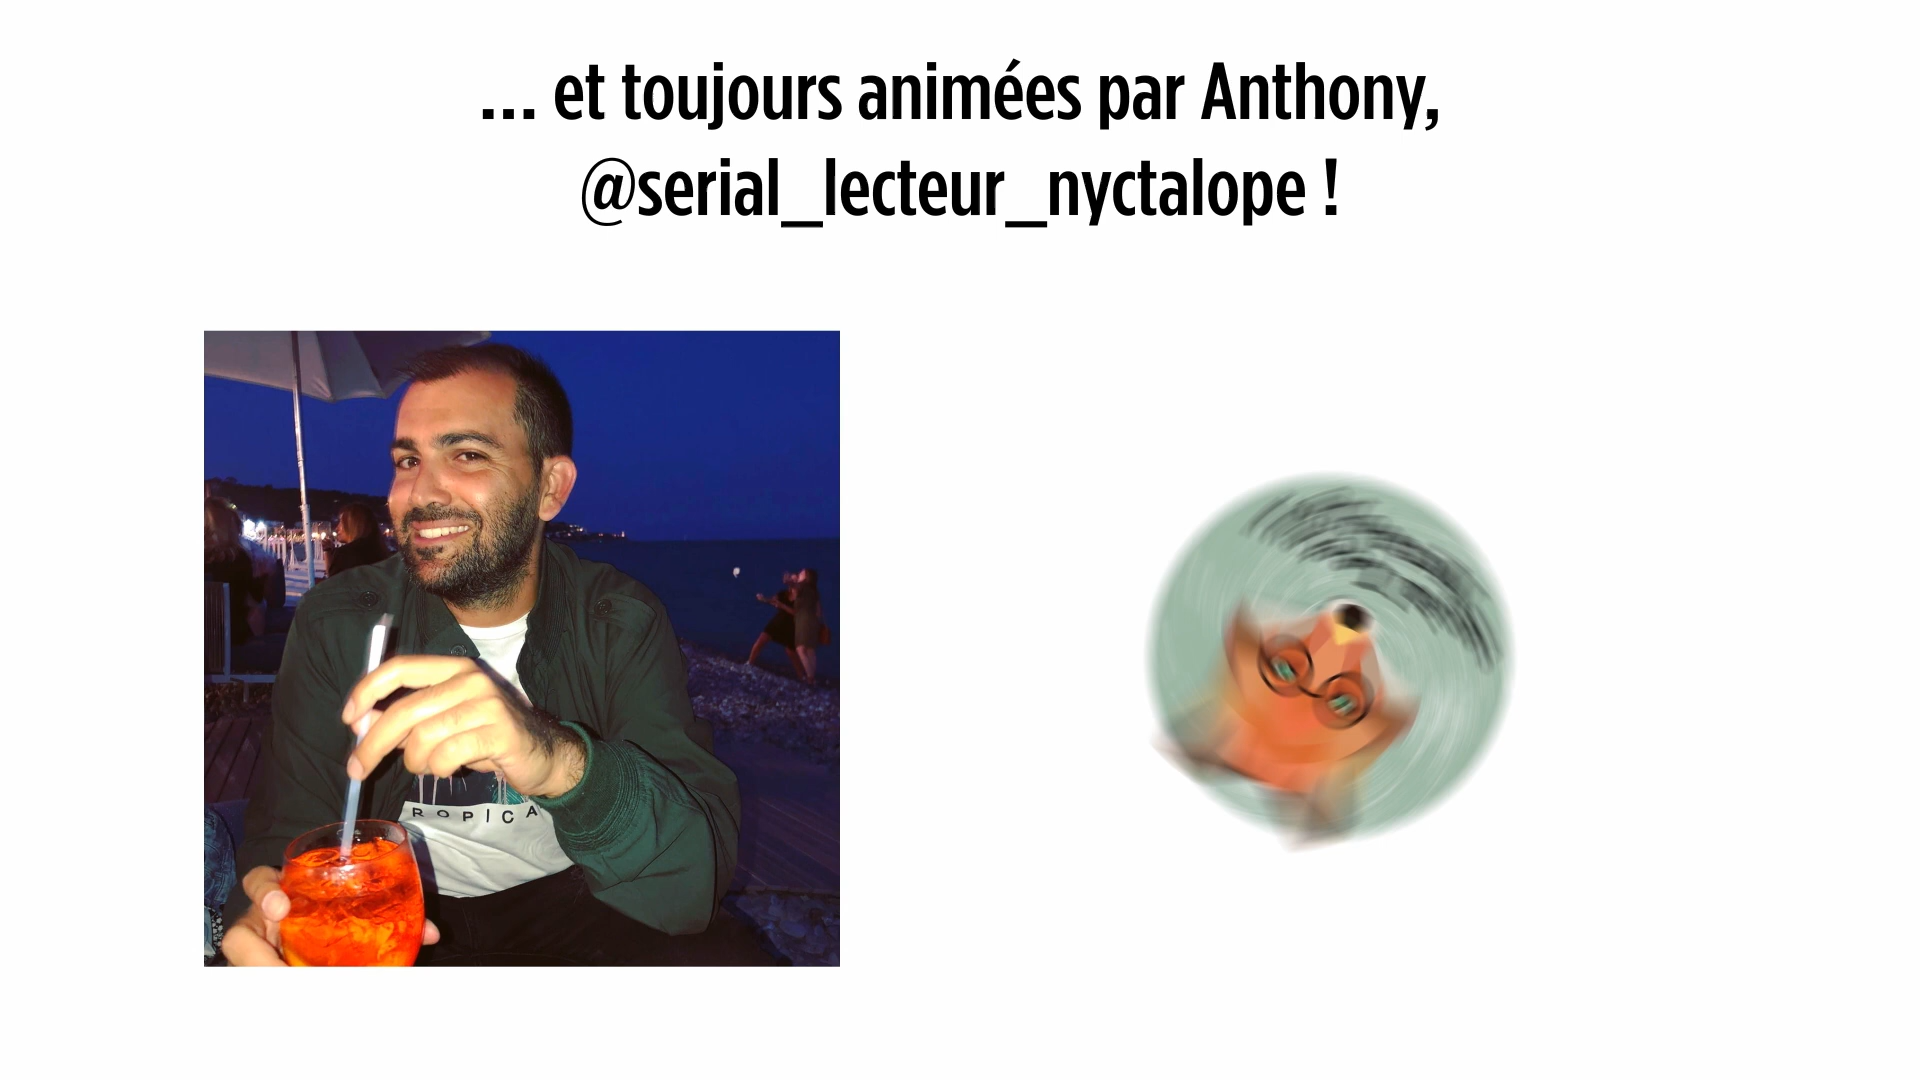 ... et toujours animées par Anthony,
@serial_lecteur_nyctalope !
ROPICA